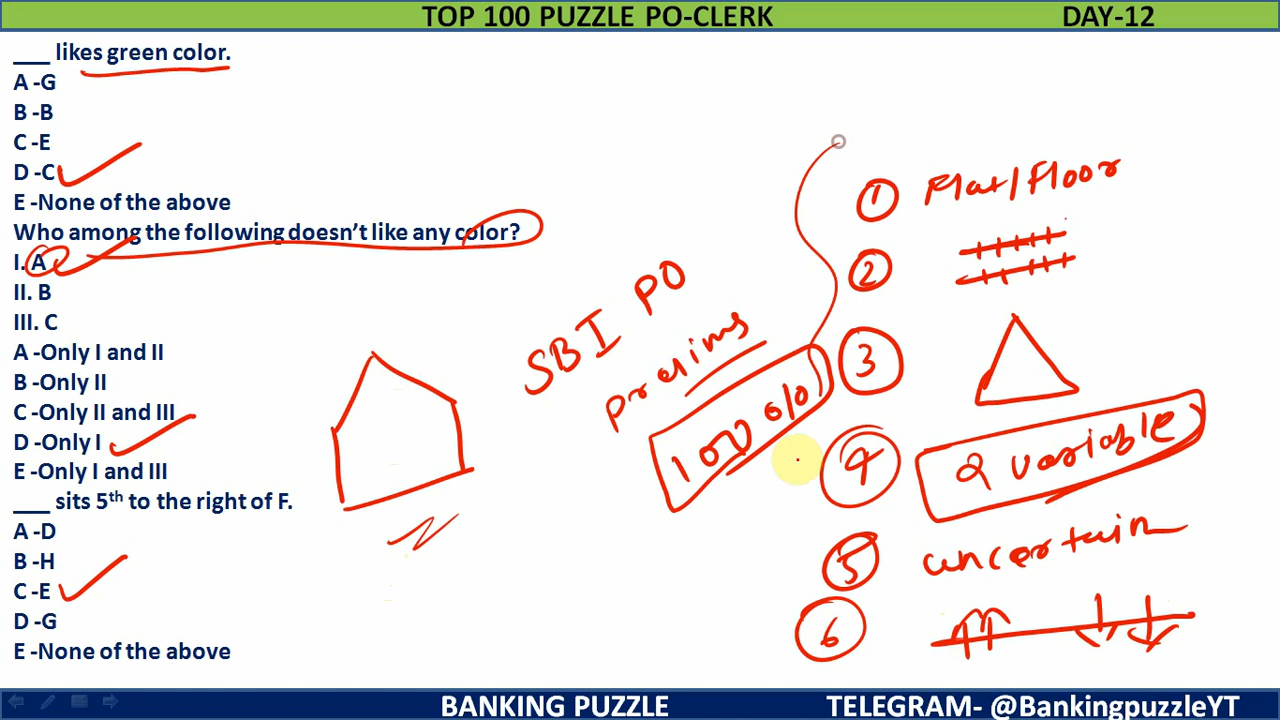 TOP 100 PUZZLE PO-CLERK DAY-12
___ likes green color.
A -G
B -B
C -E
D -C
E -None of the above
Who among the following doesn't like any color?
I. A
II. B
III. C
A -Only I and II
B -Only II
C -Only II and III
D -Only I
E -Only I and III
___ sits 5th to the right of F.
A -D
B -H
C -E
D -G
E -None of the above
SBI PO
prelims
100 %
1 Flat/Floor
2
3
4 2 variable
5 uncertain
6
BANKING PUZZLE TELEGRAM- @BankingpuzzleYT